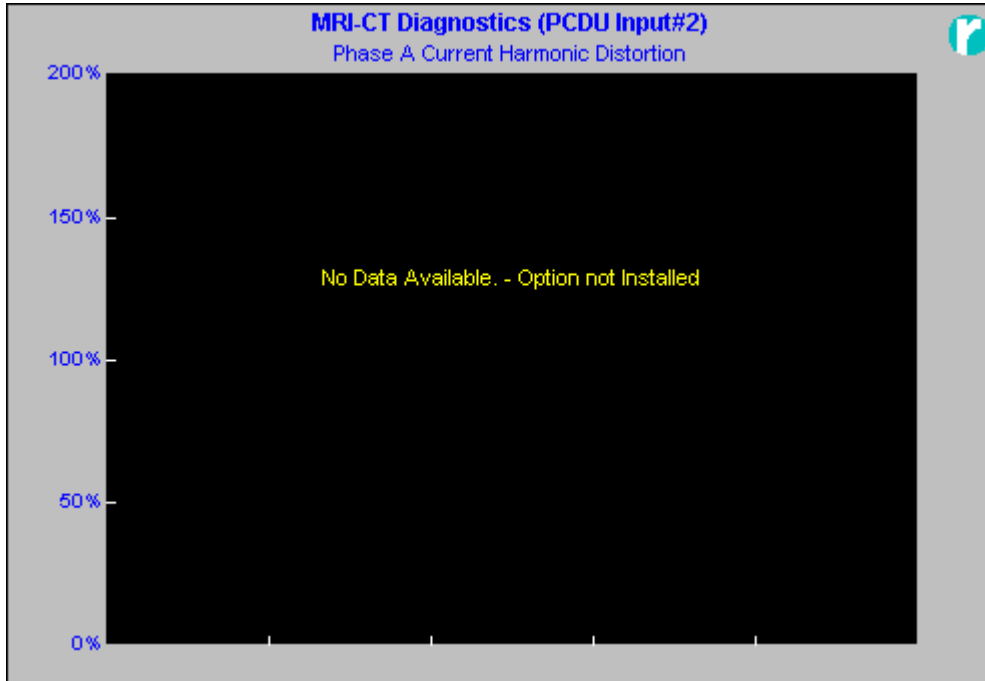 MRI-CT Diagnostics (PCDU Input#2)
Phase A Current Harmonic Distortion
200%
150%
No Data Available. - Option not Installed
100%
50%
0%
r